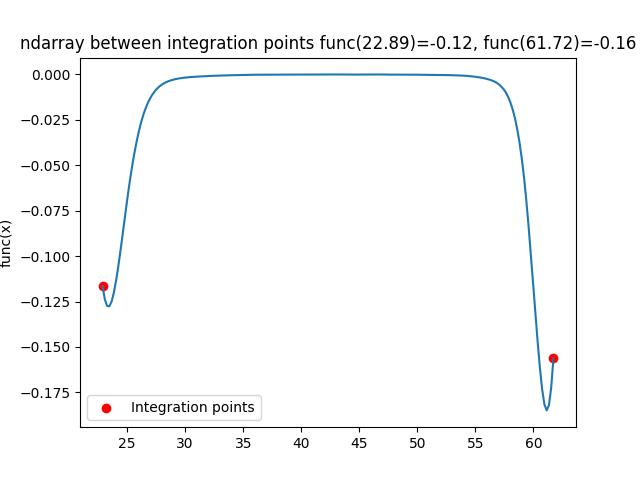 ndarray between integration points func(22.89)=-0.12, func(61.72)=-0.16
0.000
−0.025
−0.050
−0.075
−0.100
−0.125
−0.150
−0.175
func(x)
Integration points
25 30 35 40 45 50 55 60